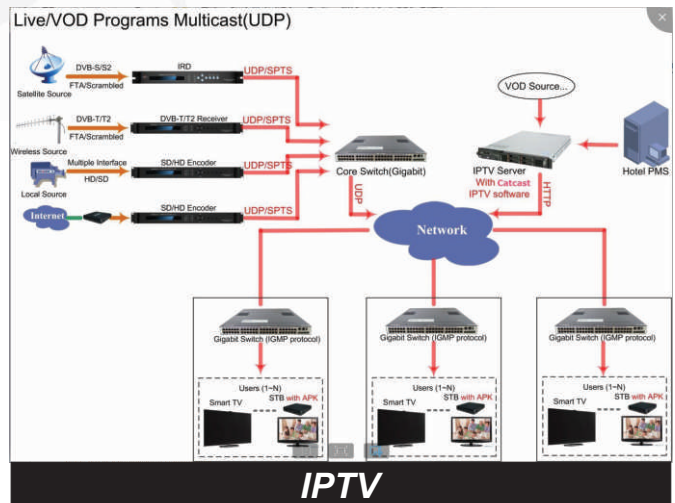 Live/VOD Programs Multicast(UDP)
DVB-S/S2
IRD
UDP/SPTS
FTA/Scrambled
Satellite Source
VOD Source...
DVB-T/T2
DVB-T/T2 Receiver
UDP/SPTS
FTA/Scrambled
Wireless Source
Multiple Interface
SD/HD Encoder
UDP/SPTS
HD/SD
Local Source
Core Switch(Gigabit)
IPTV Server
With Catcast
IPTV software
Hotel PMS
SD/HD Encoder
Internet
UDP/SPTS
UDP
HTTP
Network
Gigabit Switch (IGMP protocol)
Gigabit Switch (IGMP protocol)
Gigabit Switch (IGMP protocol)
Users (1~N)
Smart TV
STB with APK
Users (1~N)
Smart TV
STB with APK
Users (1~N)
Smart TV
STB with APK
IPTV